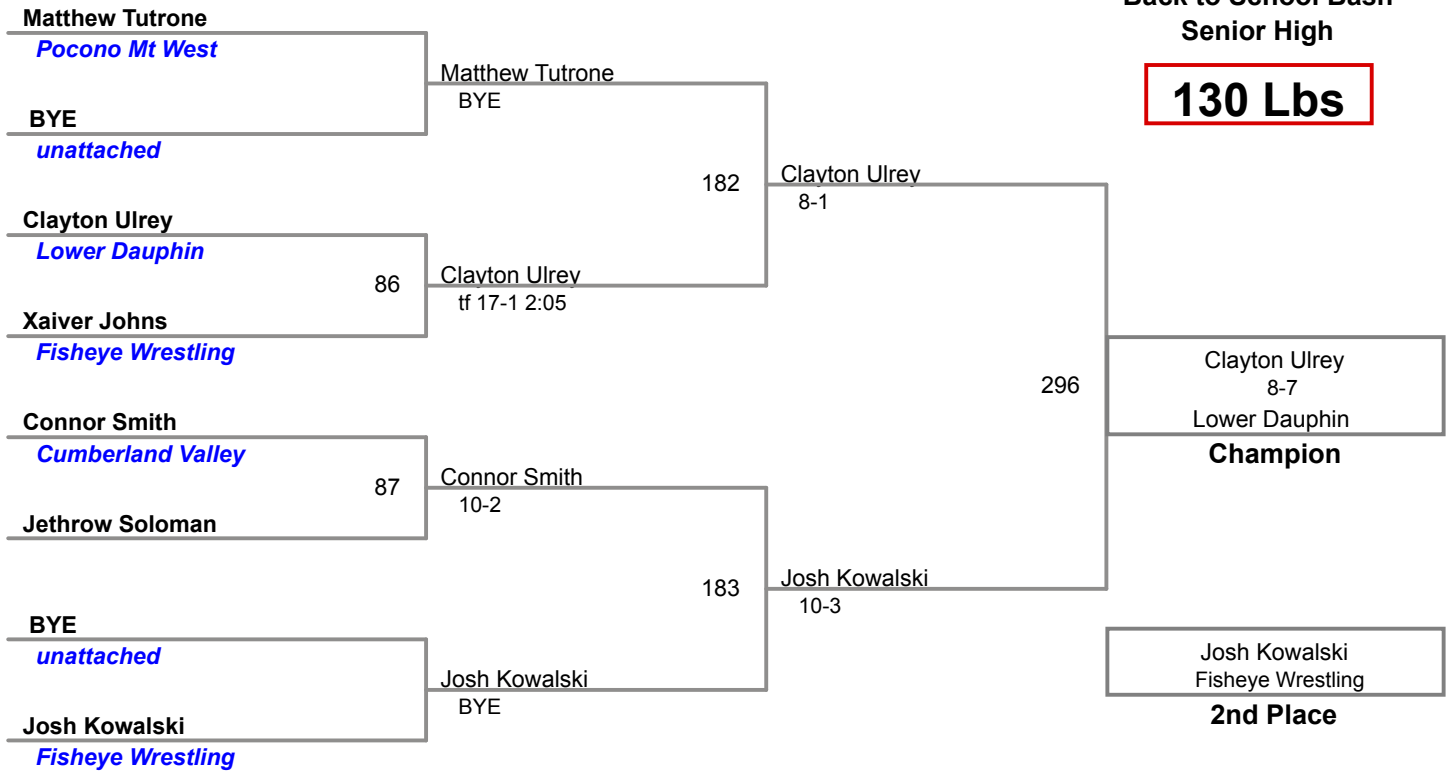 Back to School Bash
Senior High
130 Lbs
Matthew Tutrone
Pocono Mt West
BYE
unattached
Clayton Ulrey
Lower Dauphin
Xaiver Johns
Fisheye Wrestling
Connor Smith
Cumberland Valley
Jethrow Soloman
BYE
unattached
Josh Kowalski
Fisheye Wrestling
Matthew Tutrone
BYE
86
Clayton Ulrey
tf 17-1 2:05
87
Connor Smith
10-2
Josh Kowalski
BYE
182
Clayton Ulrey
8-1
183
Josh Kowalski
10-3
296
Clayton Ulrey
8-7
Lower Dauphin
Champion
Josh Kowalski
Fisheye Wrestling
2nd Place